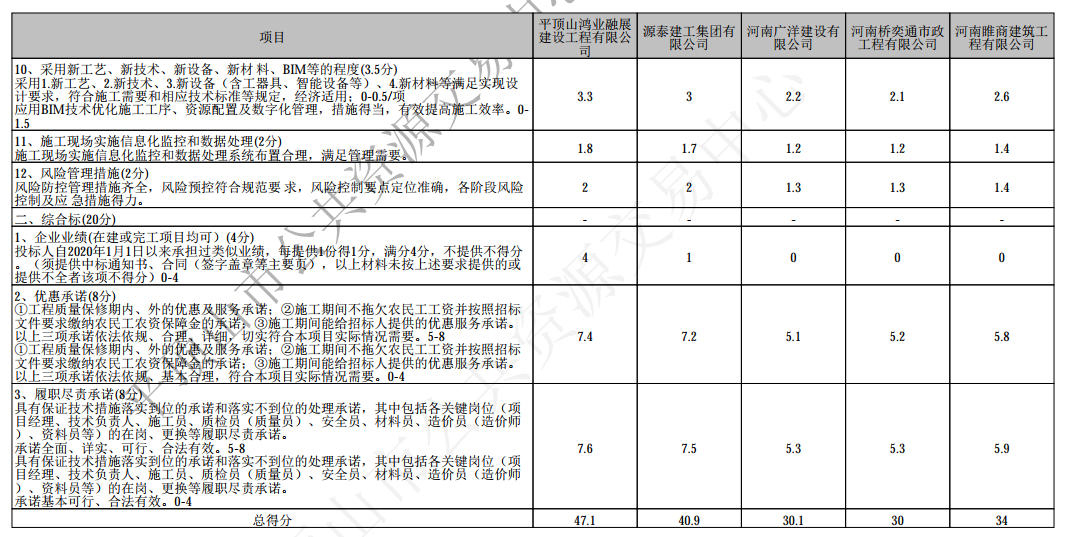 项目
平顶山鸿业融展
建设工程有限公
司
源泰建工集团有
限公司
河南广洋建设有
限公司
河南桥奕通市政
工程有限公司
河南睢商建筑工
程有限公司
10、采用新工艺、新技术、新设备、新材 料、BIM等的程度(3.5分)
采用1.新工艺、2.新技术、3.新设备（含工器具、智能设备等）、4.新材料等满足实现设
计要求，符合施工需要和相应技术标准等规定，经济适用；0-0.5/项
应用BIM技术优化施工工序、资源配置及数字化管理，措施得当，有效提高施工效率。0-
1.5
3.3
3
2.2
2.1
2.6
11、施工现场实施信息化监控和数据处理(2分)
施工现场实施信息化监控和数据处理系统布置合理，满足管理需要。
1.8
1.7
1.2
1.2
1.4
12、风险管理措施(2分)
风险防控管理措施齐全，风险预控符合规范要 求，风险控制要点定位准确，各阶段风险
控制及应 急措施得力。
2
2
1.3
1.3
1.4
二、综合标(20分)
-
-
-
-
-
1、企业业绩(在建或完工项目均可）(4分)
投标人自2020年1月1日以来承担过类似业绩，每提供1份得1分，满分4分，不提供不得分
。（须提供中标通知书、合同（签字盖章等主要页），以上材料未按上述要求提供的或
提供不全者该项不得分）0-4
4
1
0
0
0
2、优惠承诺(8分)
①工程质量保修期内、外的优惠及服务承诺；②施工期间不拖欠农民工工资并按照招标
文件要求缴纳农民工农资保障金的承诺；③施工期间能给招标人提供的优惠服务承诺。
以上三项承诺依法依规、合理、详细，切实符合本项目实际情况需要。5-8
①工程质量保修期内、外的优惠及服务承诺；②施工期间不拖欠农民工工资并按照招标
文件要求缴纳农民工农资保障金的承诺；③施工期间能给招标人提供的优惠服务承诺。
以上三项承诺依法依规、基本合理，符合本项目实际情况需要。0-4
7.4
7.2
5.1
5.2
5.8
3、履职尽责承诺(8分)
具有保证技术措施落实到位的承诺和落实不到位的处理承诺，其中包括各关键岗位（项
目经理、技术负责人、施工员、质检员（质量员）、安全员、材料员、造价员（造价师
）、资料员等）的在岗、更换等履职尽责承诺。
承诺全面、详实、可行、合法有效。5-8
具有保证技术措施落实到位的承诺和落实不到位的处理承诺，其中包括各关键岗位（项
目经理、技术负责人、施工员、质检员（质量员）、安全员、材料员、造价员（造价师
）、资料员等）的在岗、更换等履职尽责承诺。
承诺基本可行、合法有效。0-4
7.6
7.5
5.3
5.3
5.9
总得分
47.1
40.9
30.1
30
34
平顶山市公共资源交易中心
顶山市公共资源交易中心